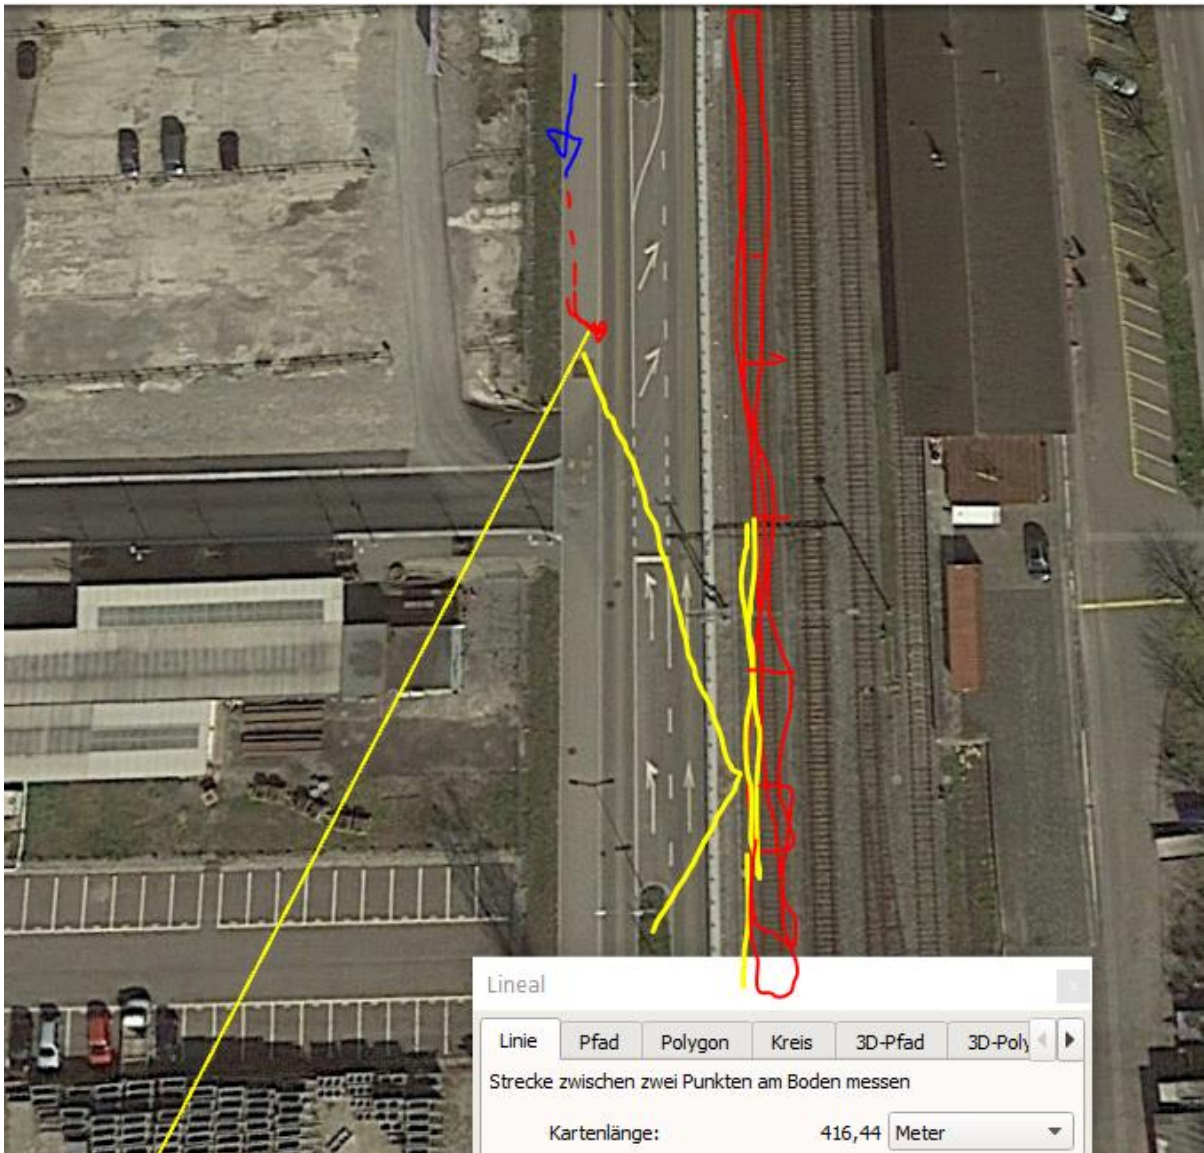 Lineal
Linie Pfad Polygon Kreis 3D-Pfad 3D-Poly
Strecke zwischen zwei Punkten am Boden messen
Kartenlänge: 416,44 Meter